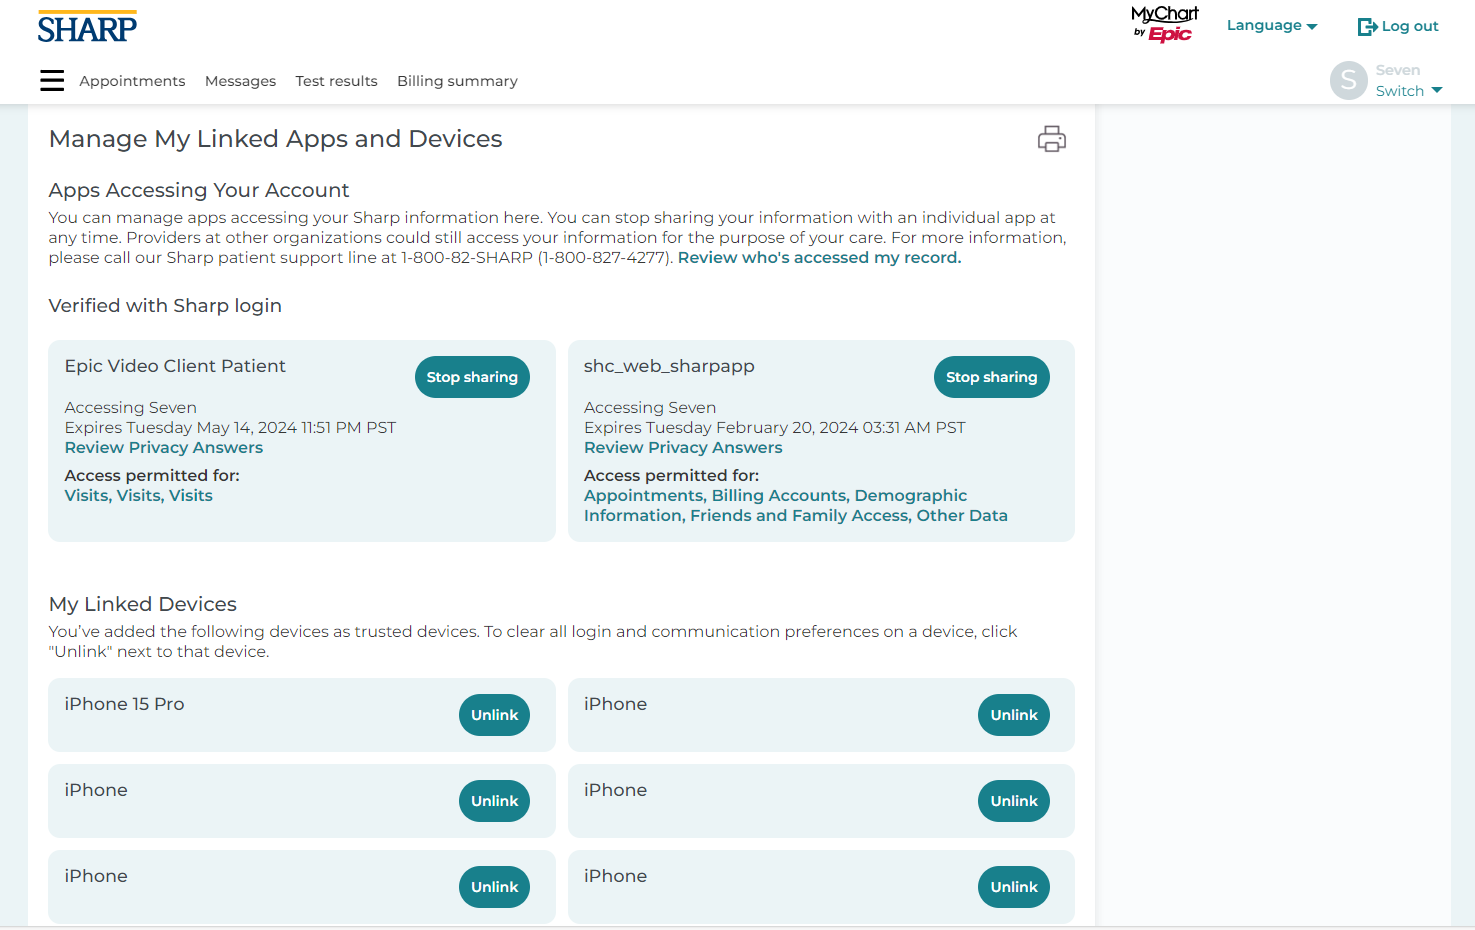 SHARP
MyChart
by Epic
Language
Log out
Appointments Messages Test results Billing summary
S
Seven
Switch
Manage My Linked Apps and Devices
Apps Accessing Your Account
You can manage apps accessing your Sharp information here. You can stop sharing your information with an individual app at
any time. Providers at other organizations could still access your information for the purpose of your care. For more information,
please call our Sharp patient support line at 1-800-82-SHARP (1-800-827-4277). Review who's accessed my record.
Verified with Sharp login
Epic Video Client Patient
Stop sharing
Accessing Seven
Expires Tuesday May 14, 2024 11:51 PM PST
Review Privacy Answers
Access permitted for:
Visits, Visits, Visits
shc_web_sharpapp
Stop sharing
Accessing Seven
Expires Tuesday February 20, 2024 03:31 AM PST
Review Privacy Answers
Access permitted for:
Appointments, Billing Accounts, Demographic
Information, Friends and Family Access, Other Data
My Linked Devices
You've added the following devices as trusted devices. To clear all login and communication preferences on a device, click
"Unlink" next to that device.
iPhone 15 Pro
Unlink
iPhone
Unlink
iPhone
Unlink
iPhone
Unlink
iPhone
Unlink
iPhone
Unlink